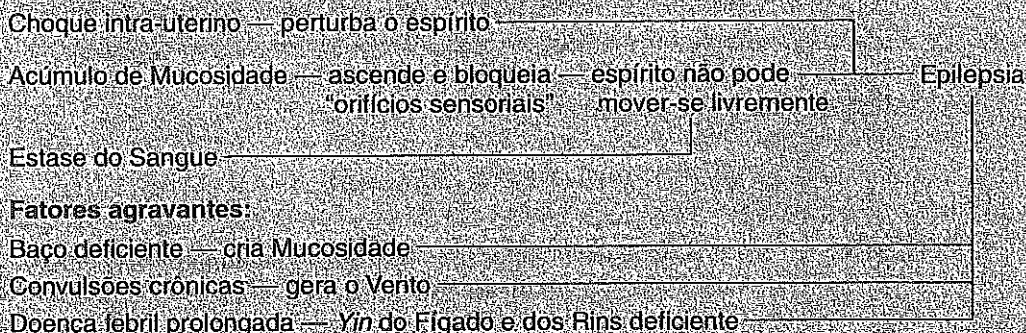 Choque intra-uterino — perturba o espírito
Acúmulo de Mucosidade — ascende e bloqueia — espírito não pode — Epilepsia
"orifícios sensoriais" mover-se livremente
Estase do Sangue
Fatores agravantes:
Baço deficiente — cria Mucosidade
Convulsões crônicas — gera o Vento
Doença febril prolongada — Yin do Fígado e dos Rins deficiente